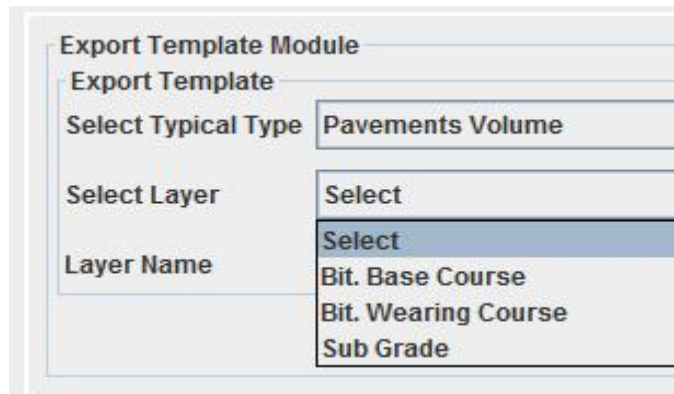 Export Template Module
Export Template
Select Typical Type Pavements Volume
Select Layer Select
Select
Layer Name
Bit. Base Course
Bit. Wearing Course
Sub Grade